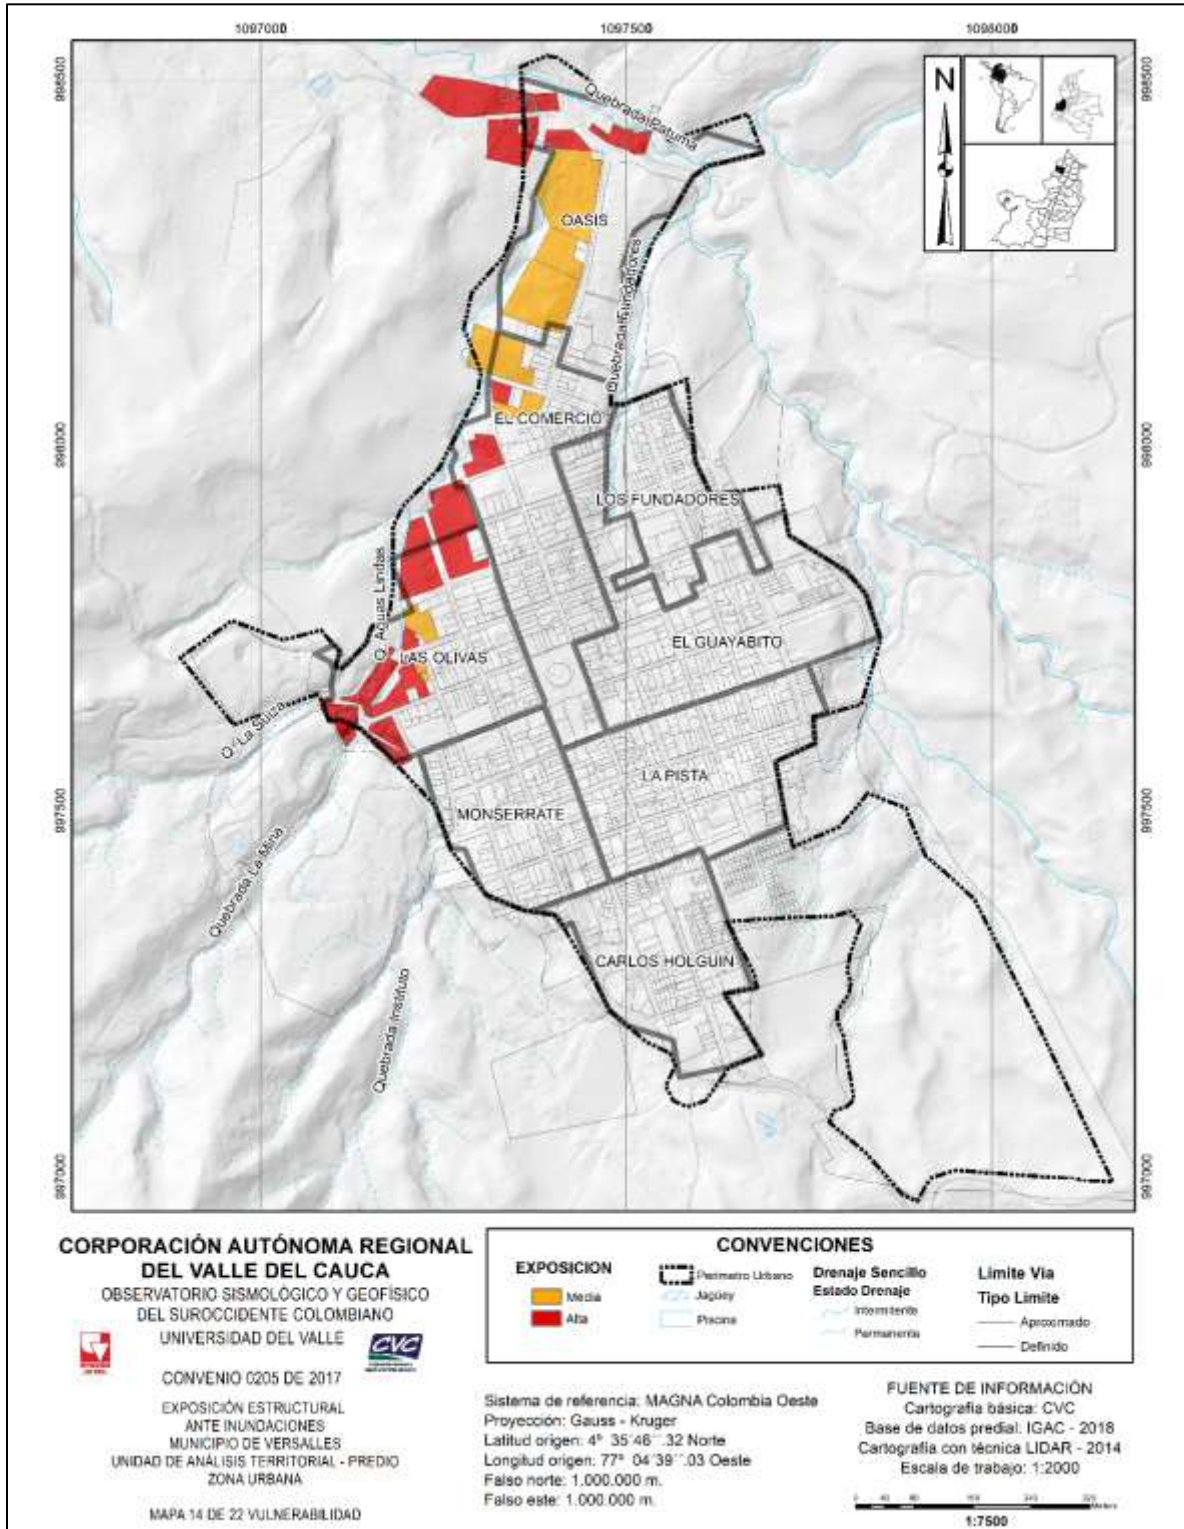 1097000 1097500 1098000
998500 998500
N
Quebrada Patuma
OASIS
Quebrada Fundadores
EL COMERCIO
998000 998000
LOS FUNDADORES
Q. Aguas Lindas
EL GUAYABITO
LAS OLIVAS
Q. La Suiza
LA PISTA
MONSERRATE
997500 997500
Quebrada La Mina
CARLOS HOLGUIN
Quebrada Instituto
997000 997000
CORPORACIÓN AUTÓNOMA REGIONAL
DEL VALLE DEL CAUCA
OBSERVATORIO SISMOLÓGICO Y GEOFÍSICO
DEL SUROCCIDENTE COLOMBIANO
UNIVERSIDAD DEL VALLE
CVC
CONVENIO 0205 DE 2017
EXPOSICIÓN ESTRUCTURAL
ANTE INUNDACIONES
MUNICIPIO DE VERSALLES
UNIDAD DE ANÁLISIS TERRITORIAL - PREDIO
ZONA URBANA
MAPA 14 DE 22 VULNERABILIDAD
CONVENCIONES
EXPOSICION
Media
Alta
Perimetro Urbano
Jagüey
Piscina
Drenaje Sencillo
Estado Drenaje
Intermitente
Permanente
Limite Via
Tipo Limite
Aproximado
Definido
Sistema de referencia: MAGNA Colombia Oeste
Proyección: Gauss - Kruger
Latitud origen: 4° 35´46´´.32 Norte
Longitud origen: 77° 04´39´´.03 Oeste
Falso norte: 1.000.000 m.
Falso este: 1.000.000 m.
FUENTE DE INFORMACIÓN
Cartografía básica: CVC
Base de datos predial: IGAC - 2018
Cartografía con técnica LIDAR - 2014
Escala de trabajo: 1:2000
1:7500